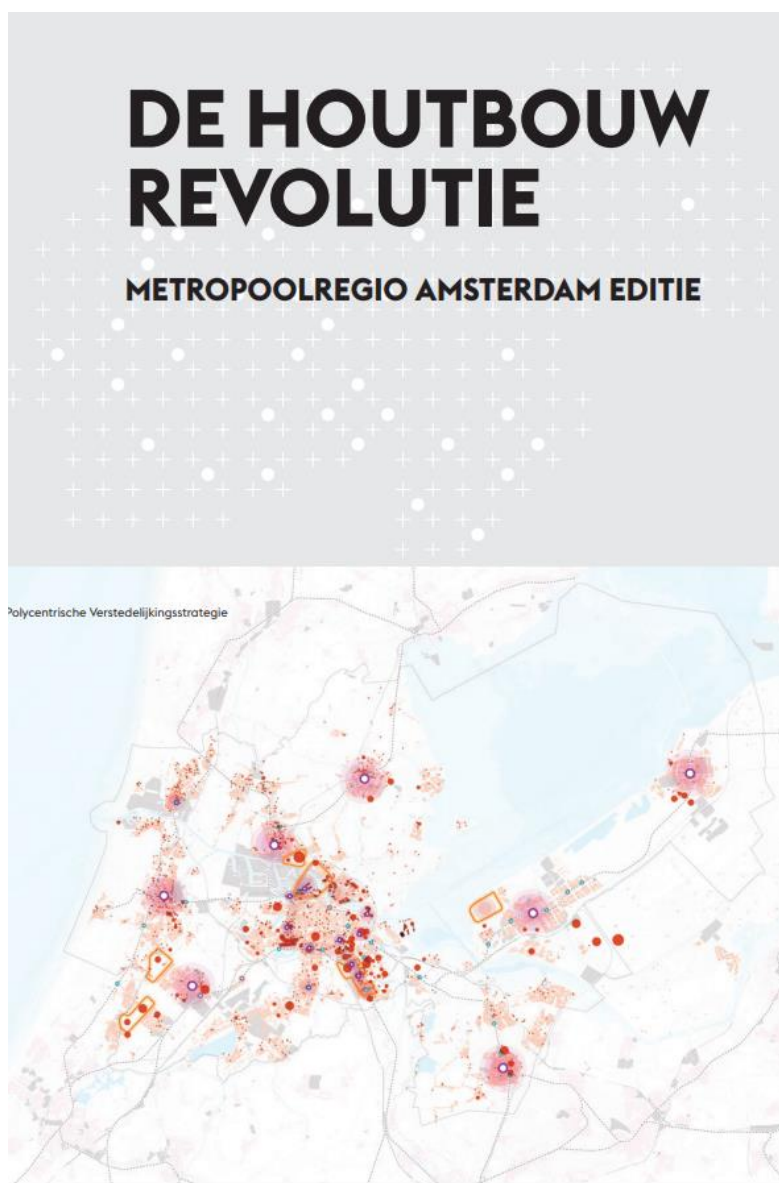 DE HOUTBOUW
REVOLUTIE
METROPOOLREGIO AMSTERDAM EDITIE
Polycentrische Verstedelijkingsstrategie